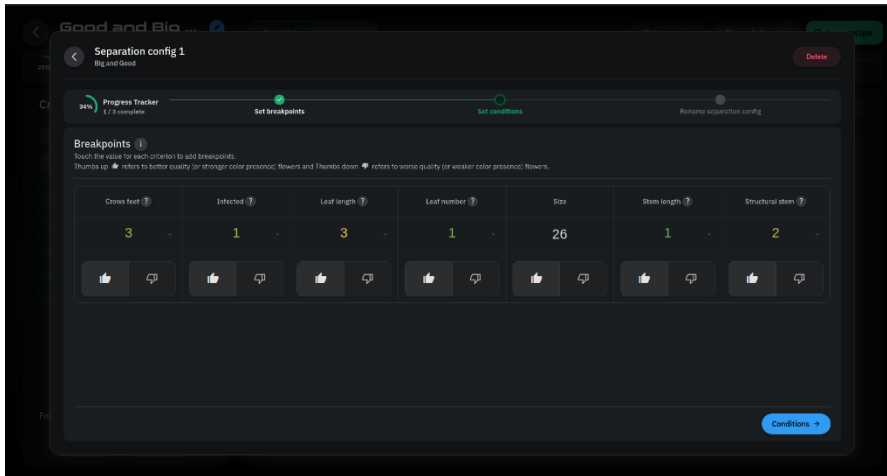 Good and Big ...
Separation config 1
Big and Good
Delete
34%
Progress Tracker
1 / 3 complete
Set breakpoints
Set conditions
Rename separation config
Breakpoints i
Touch the value for each criterion to add breakpoints.
Thumbs up 👍 refers to better quality (or stronger color presence) flowers and Thumbs down 👎 refers to worse quality (or weaker color presence) flowers.
Crows feet ? Infected ? Leaf length ? Leaf number ? Size Stem length ? Structural stem ?
3 1 3 1 26 1 2
Conditions →